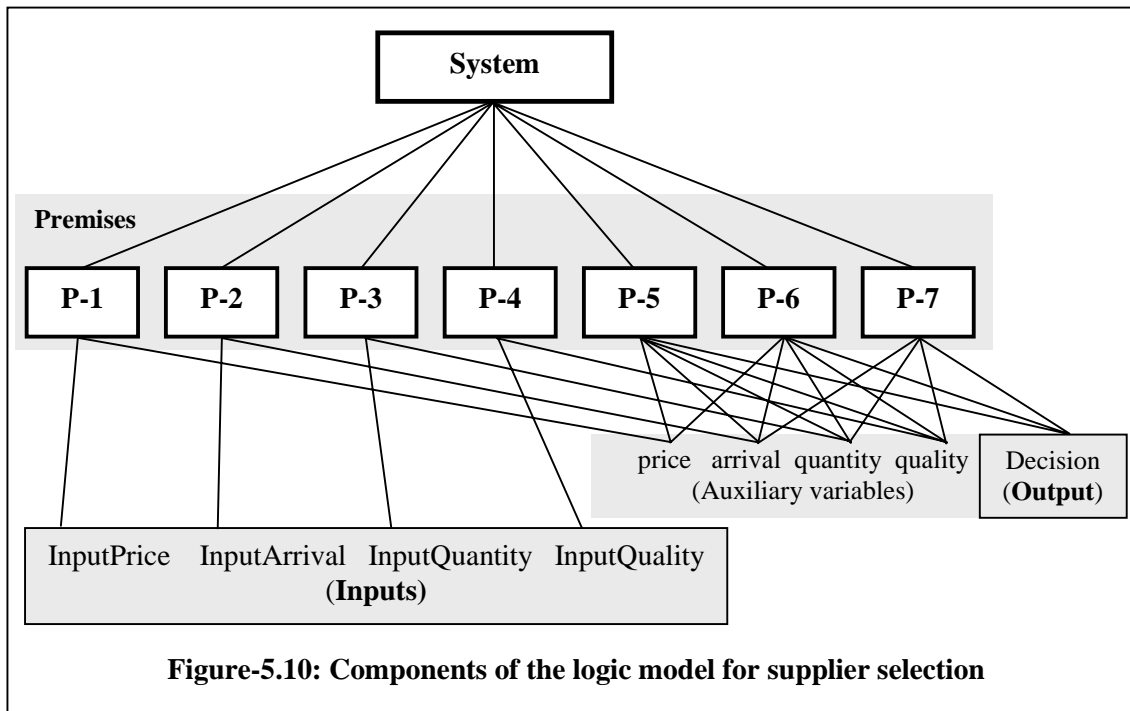 System
Premises
P-1 P-2 P-3 P-4 P-5 P-6 P-7
price arrival quantity quality
(Auxiliary variables)
Decision
(Output)
InputPrice InputArrival InputQuantity InputQuality
(Inputs)
Figure-5.10: Components of the logic model for supplier selection